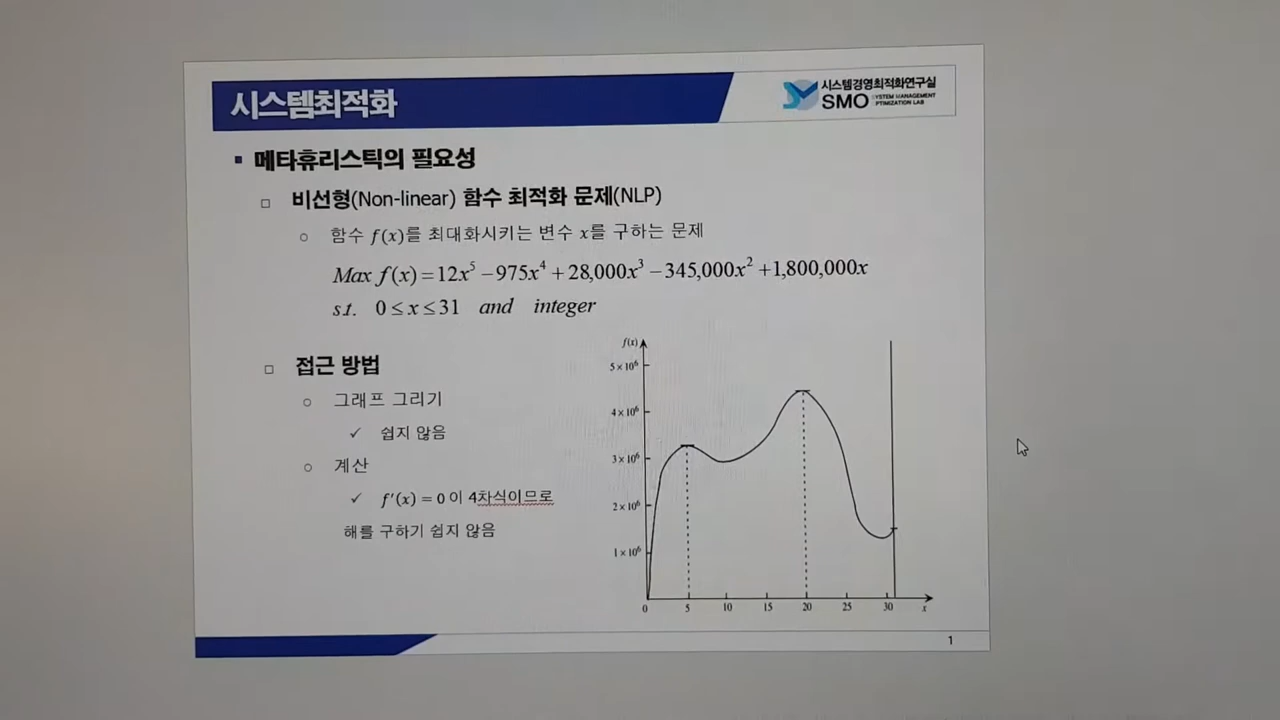 시스템최적화
시스템경영최적화연구실
SMO SYSTEM MANAGEMENT
OPTIMIZATION LAB
▪ 메타휴리스틱의 필요성
□ 비선형(Non-linear) 함수 최적화 문제(NLP)
○ 함수 f(x)를 최대화시키는 변수 x를 구하는 문제
Max f(x)=12x⁵−975x⁴+28,000x³−345,000x²+1,800,000x
s.t. 0≤x≤31 and integer
□ 접근 방법
○ 그래프 그리기
✓ 쉽지 않음
○ 계산
✓ f′(x) = 0 이 4차식이므로
해를 구하기 쉽지 않음
f(x)
5×10⁶
4×10⁶
3×10⁶
2×10⁶
1×10⁶
0 5 10 15 20 25 30 x
1